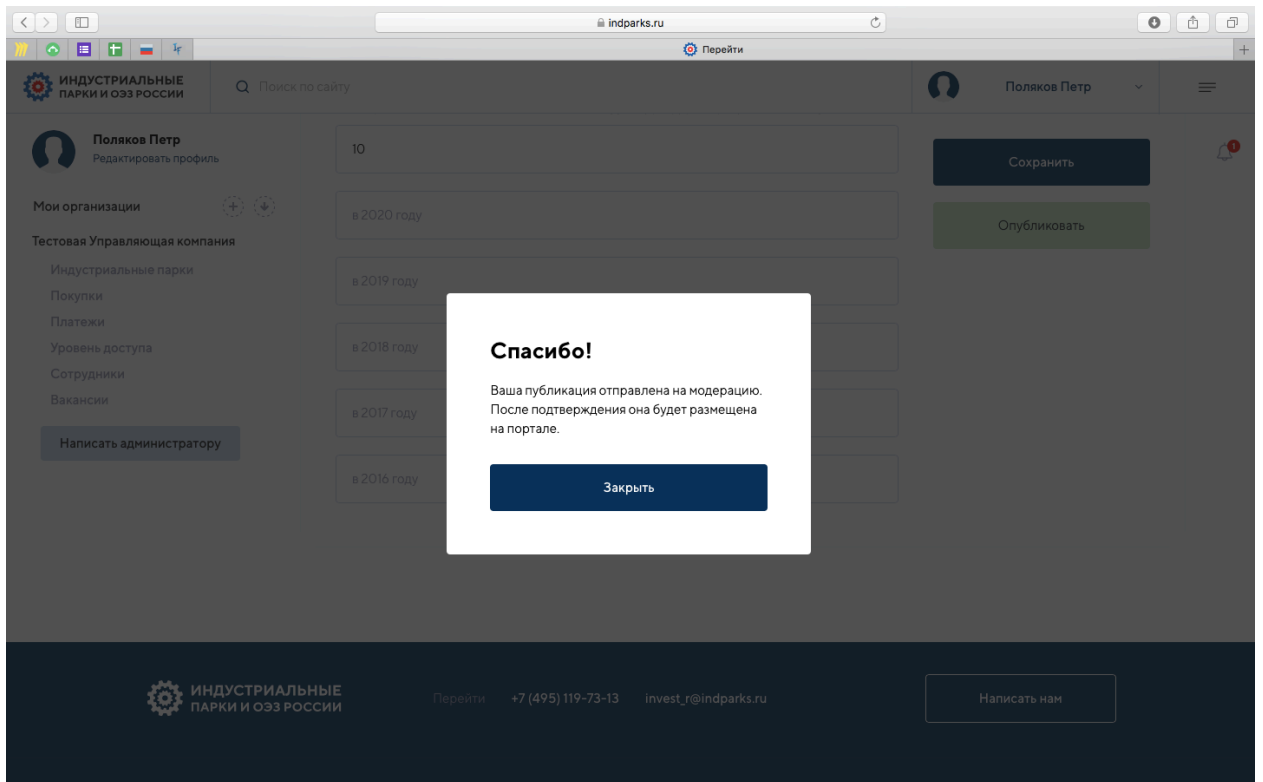 indparks.ru
Перейти
ИНДУСТРИАЛЬНЫЕ
ПАРКИ И ОЭЗ РОССИИ
Поиск по сайту
Поляков Петр
Поляков Петр
Редактировать профиль
10
Сохранить
1
Мои организации
в 2020 году
Опубликовать
Тестовая Управляющая компания
Индустриальные парки
в 2019 году
Покупки
Платежи
Уровень доступа
в 2018 году
Сотрудники
Вакансии
в 2017 году
Написать администратору
в 2016 году
Спасибо!
Ваша публикация отправлена на модерацию.
После подтверждения она будет размещена
на портале.
Закрыть
ИНДУСТРИАЛЬНЫЕ
ПАРКИ И ОЭЗ РОССИИ
Перейти
+7 (495) 119-73-13
invest_r@indparks.ru
Написать нам